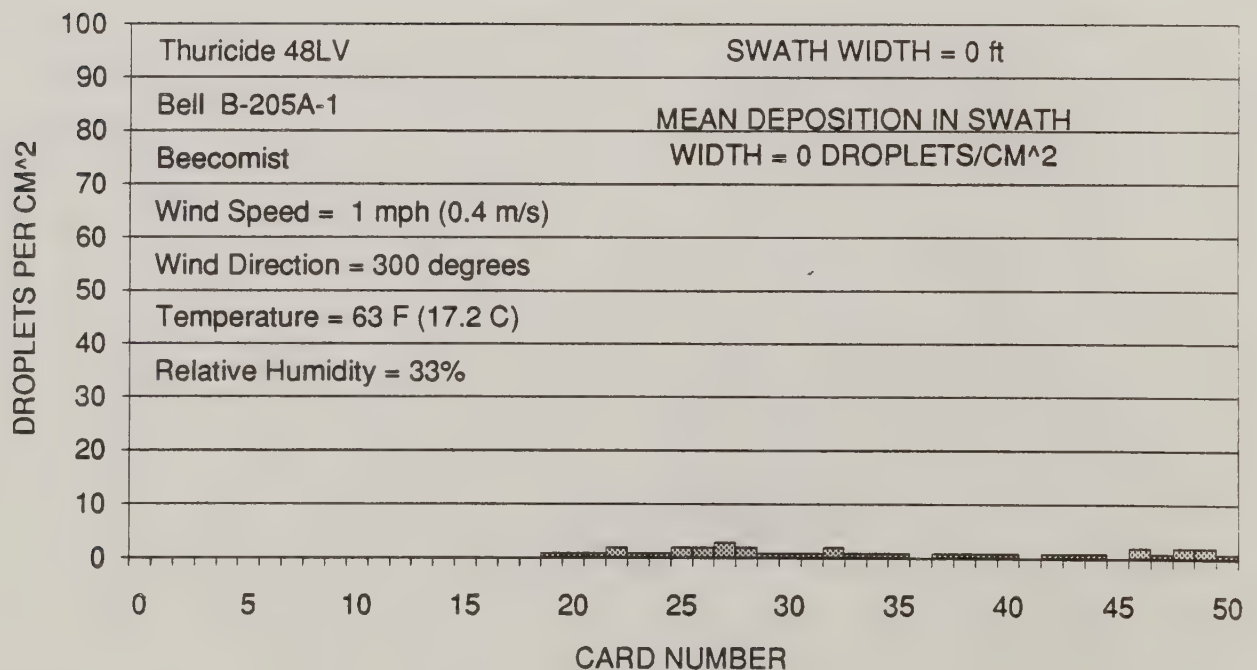 DROPLETS PER CM^2
100
90
80
70
60
50
40
30
20
10
0
Thuricide 48LV
SWATH WIDTH = 0 ft
Bell B-205A-1
MEAN DEPOSITION IN SWATH
WIDTH = 0 DROPLETS/CM^2
Beecomist
Wind Speed = 1 mph (0.4 m/s)
Wind Direction = 300 degrees
Temperature = 63 F (17.2 C)
Relative Humidity = 33%
0 5 10 15 20 25 30 35 40 45 50
CARD NUMBER